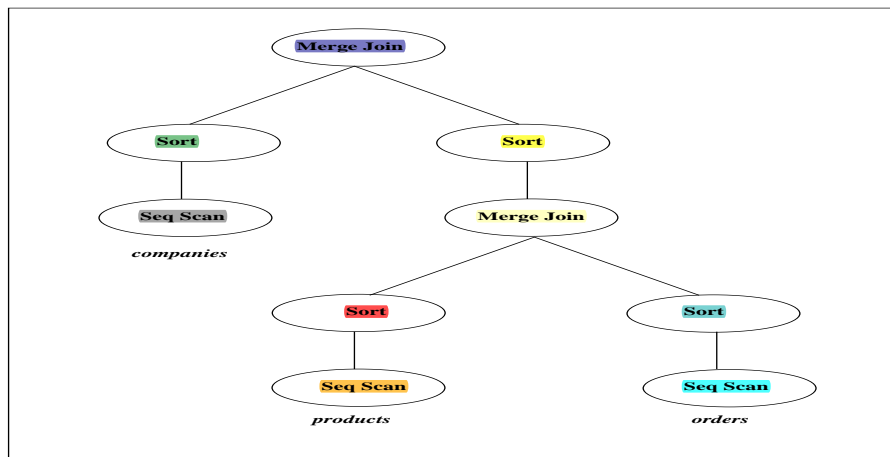 Merge Join
Sort
Sort
Seq Scan
Merge Join
companies
Sort
Sort
Seq Scan
Seq Scan
products
orders